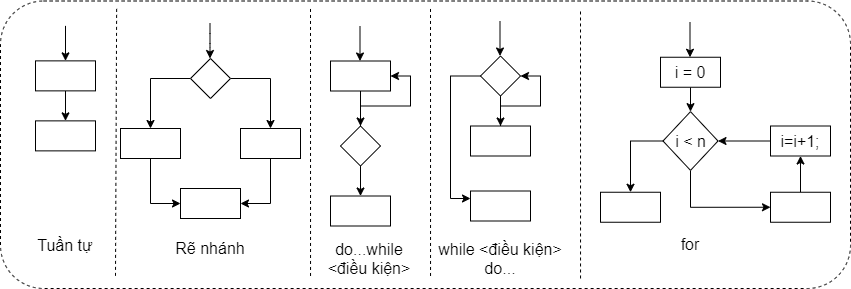 i = 0
i < n
i=i+1;
Tuần tự
Rẽ nhánh
do...while
<điều kiện>
while <điều kiện>
do...
for